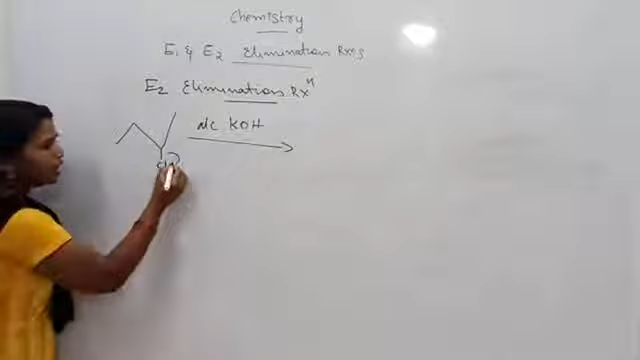 Chemistry
E1 & E2 Elimination Rxns
E2 Elimination Rxn
alc KOH